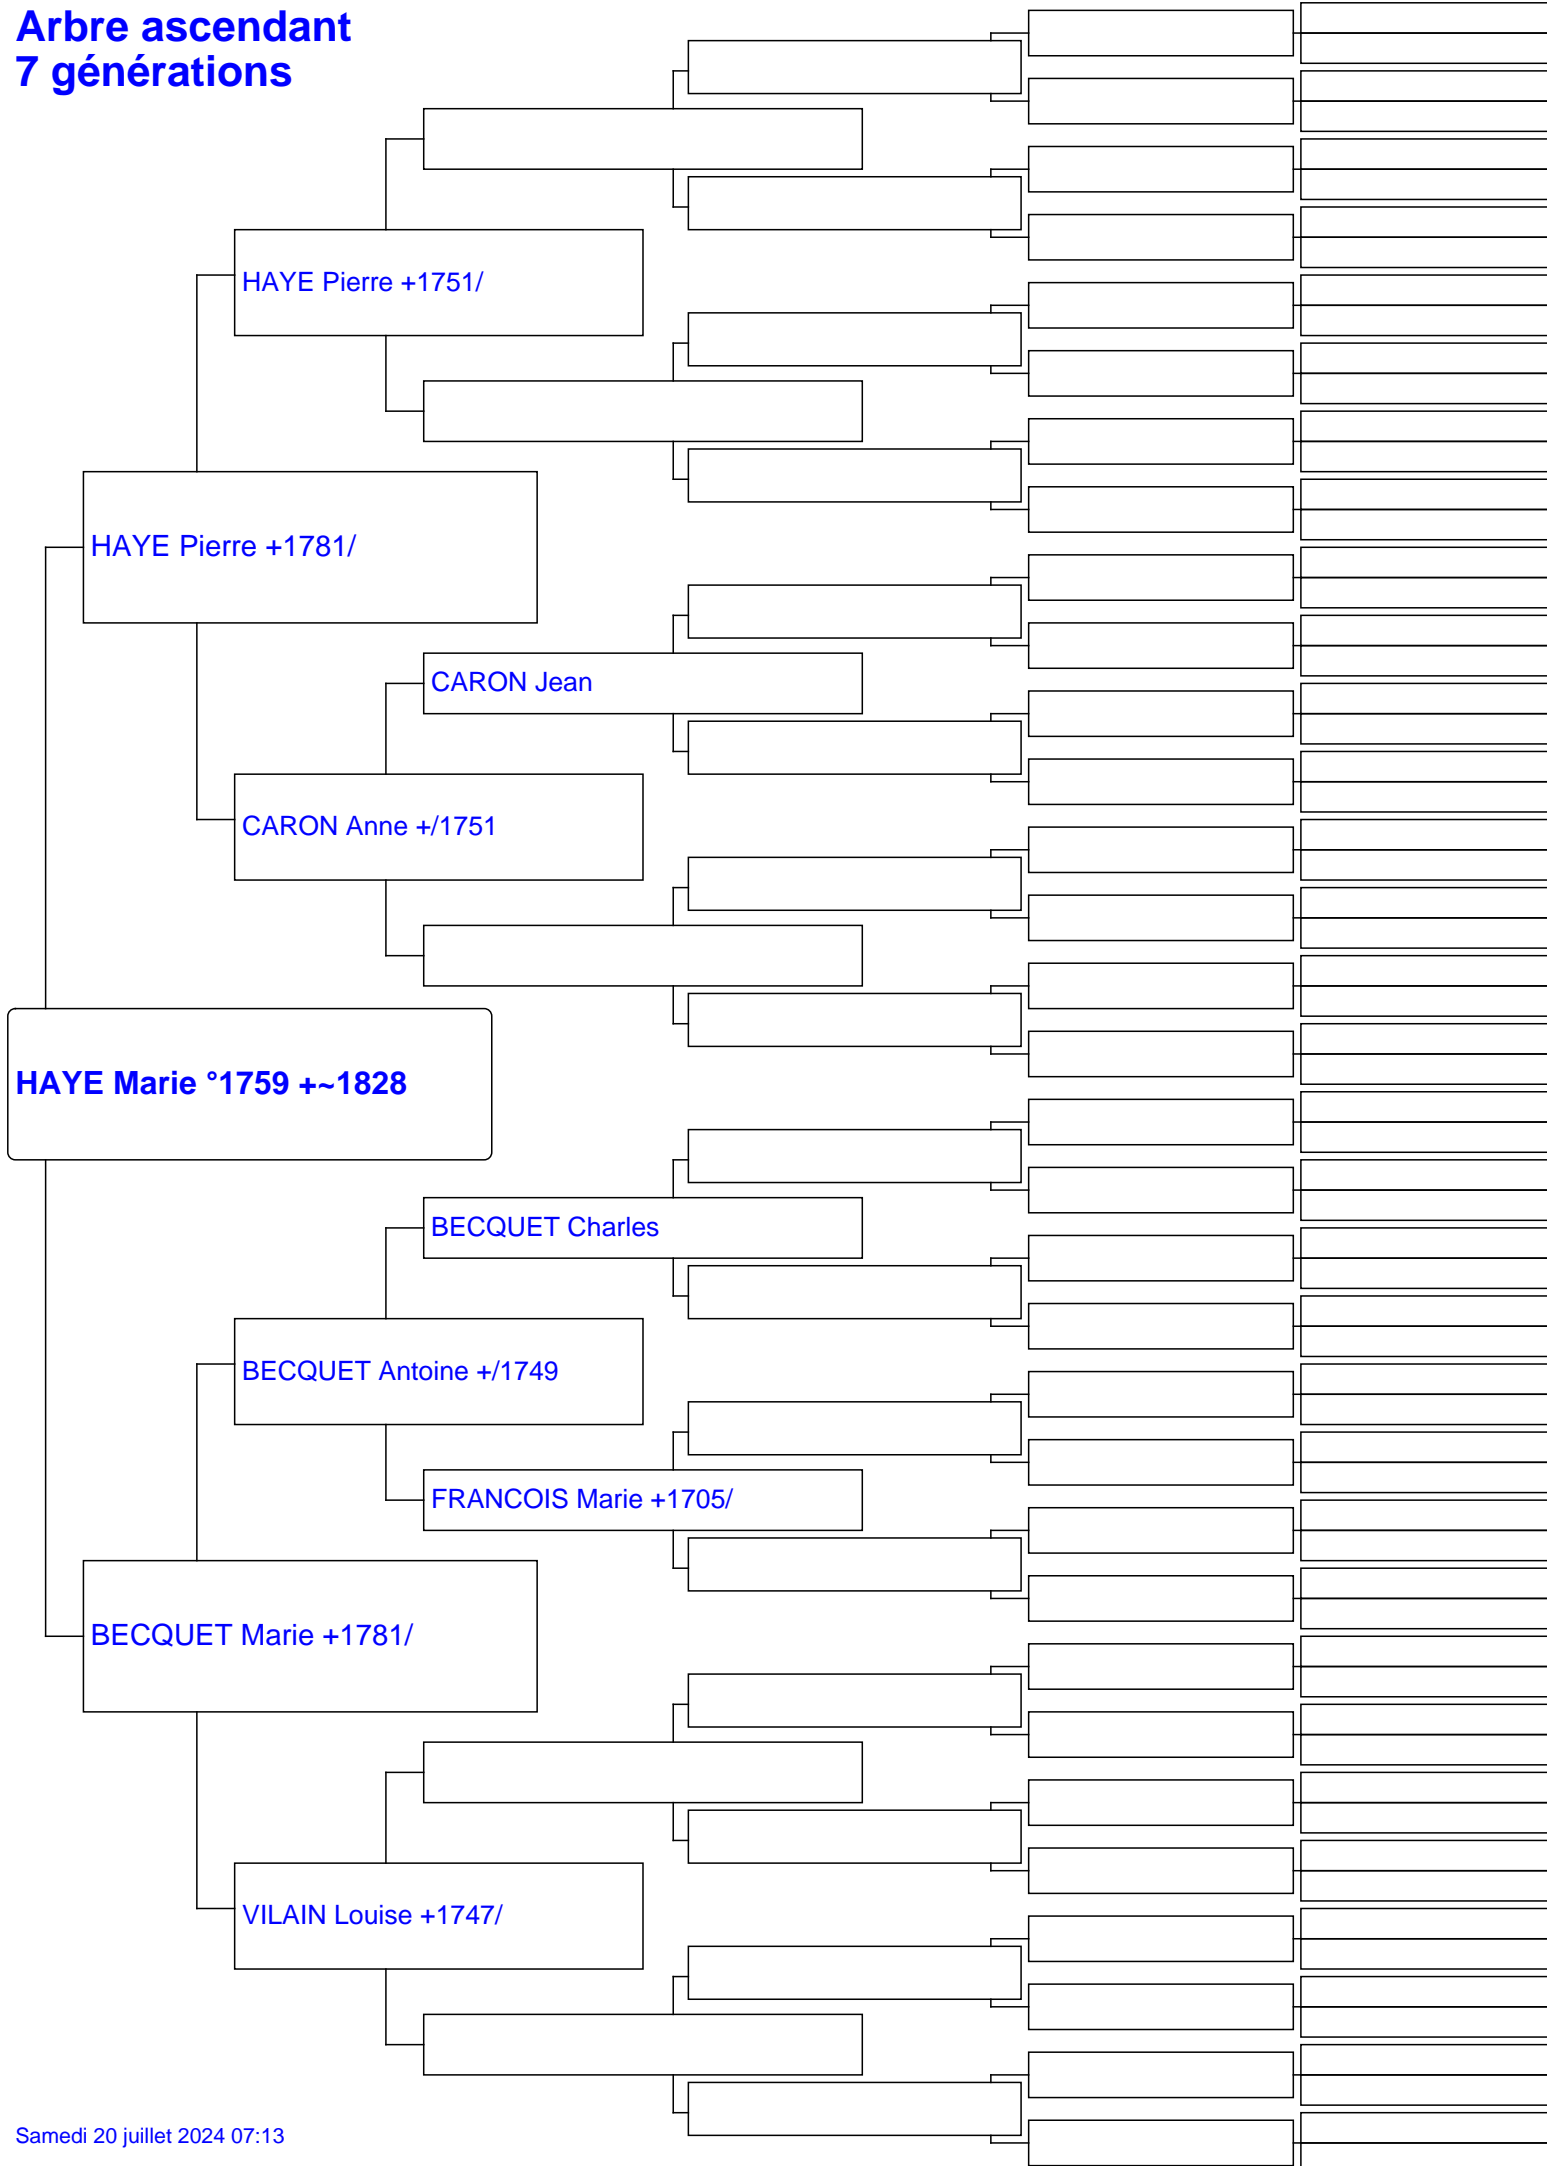 Arbre ascendant
7 générations
HAYE Pierre +1751/
HAYE Pierre +1781/
CARON Jean
CARON Anne +/1751
HAYE Marie °1759 +~1828
BECQUET Charles
BECQUET Antoine +/1749
FRANCOIS Marie +1705/
BECQUET Marie +1781/
VILAIN Louise +1747/
Samedi 20 juillet 2024 07:13